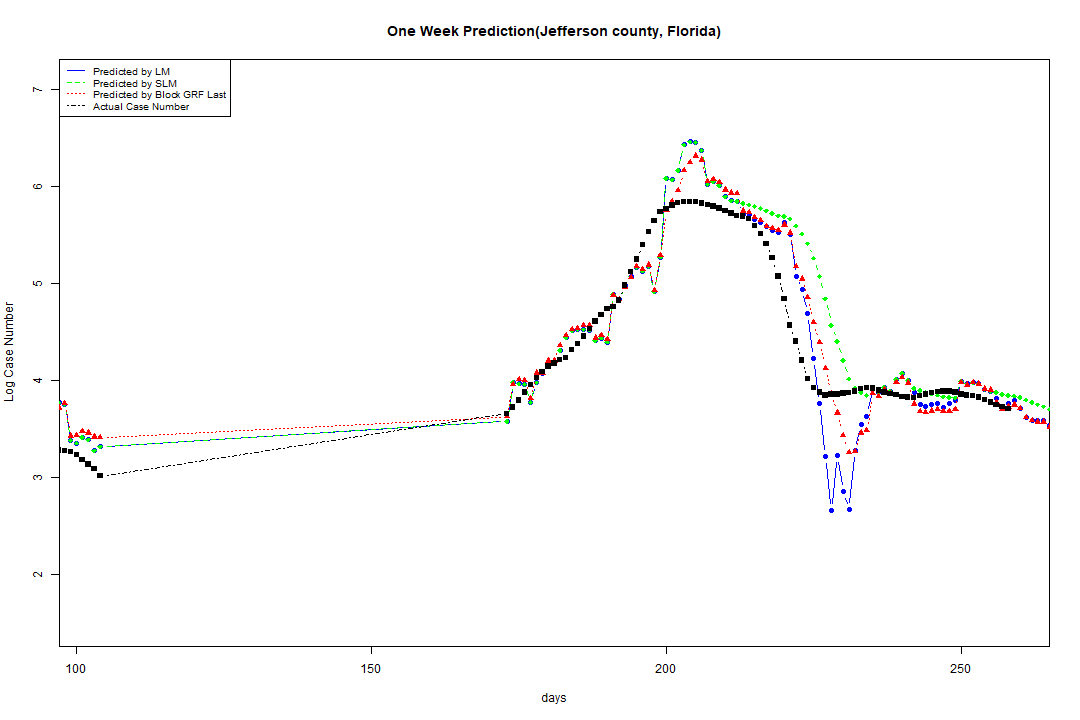 One Week Prediction(Jefferson county, Florida)
Predicted by LM
Predicted by SLM
Predicted by Block GRF Last
Actual Case Number
7
6
5
4
3
2
Log Case Number
100
150
200
250
days